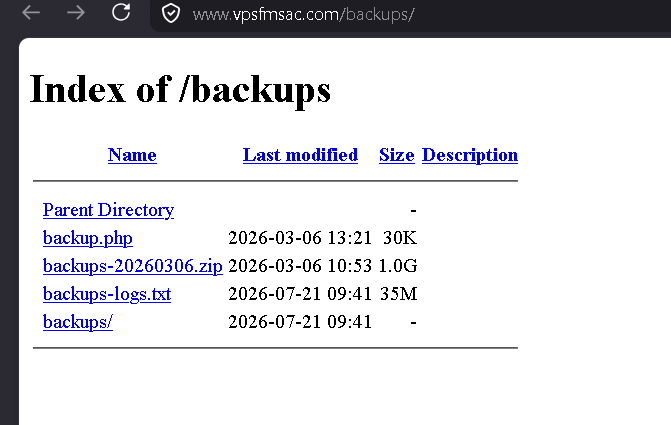 www.vpsfmsac.com/backups/
Index of /backups
Name Last modified Size Description
Parent Directory -
backup.php 2026-03-06 13:21 30K
backups-20260306.zip 2026-03-06 10:53 1.0G
backups-logs.txt 2026-07-21 09:41 35M
backups/ 2026-07-21 09:41 -